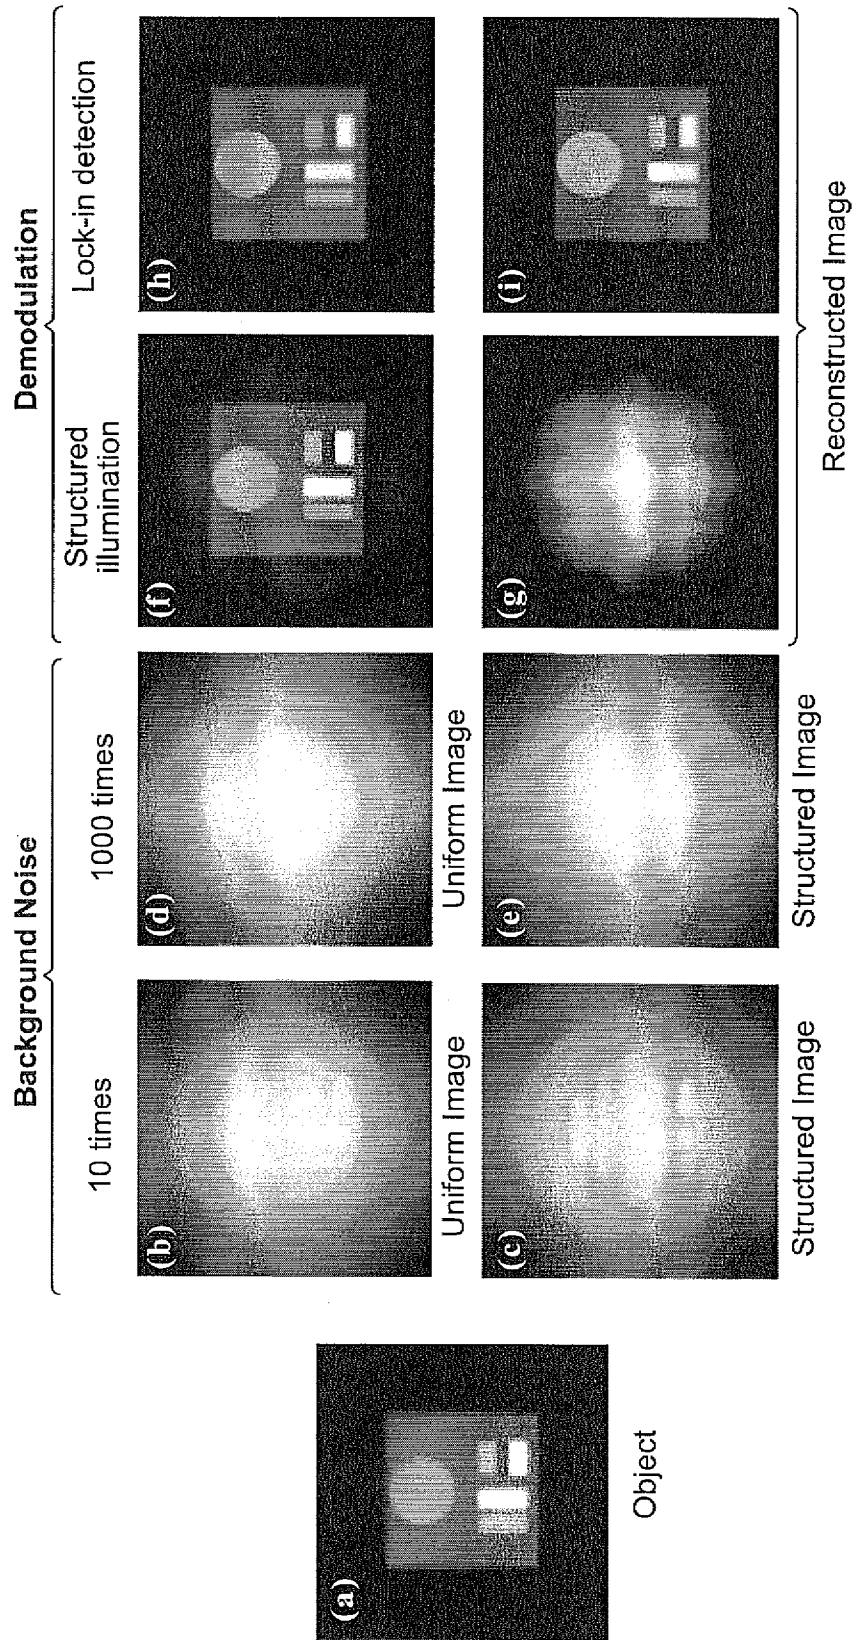 Background Noise
Demodulation
10 times
1000 times
Structured
illumination
Lock-in detection
(a)
(b)
(d)
(f)
(h)
Object
Uniform Image
Uniform Image
(c)
(e)
(g)
(i)
Structured Image
Structured Image
Reconstructed Image